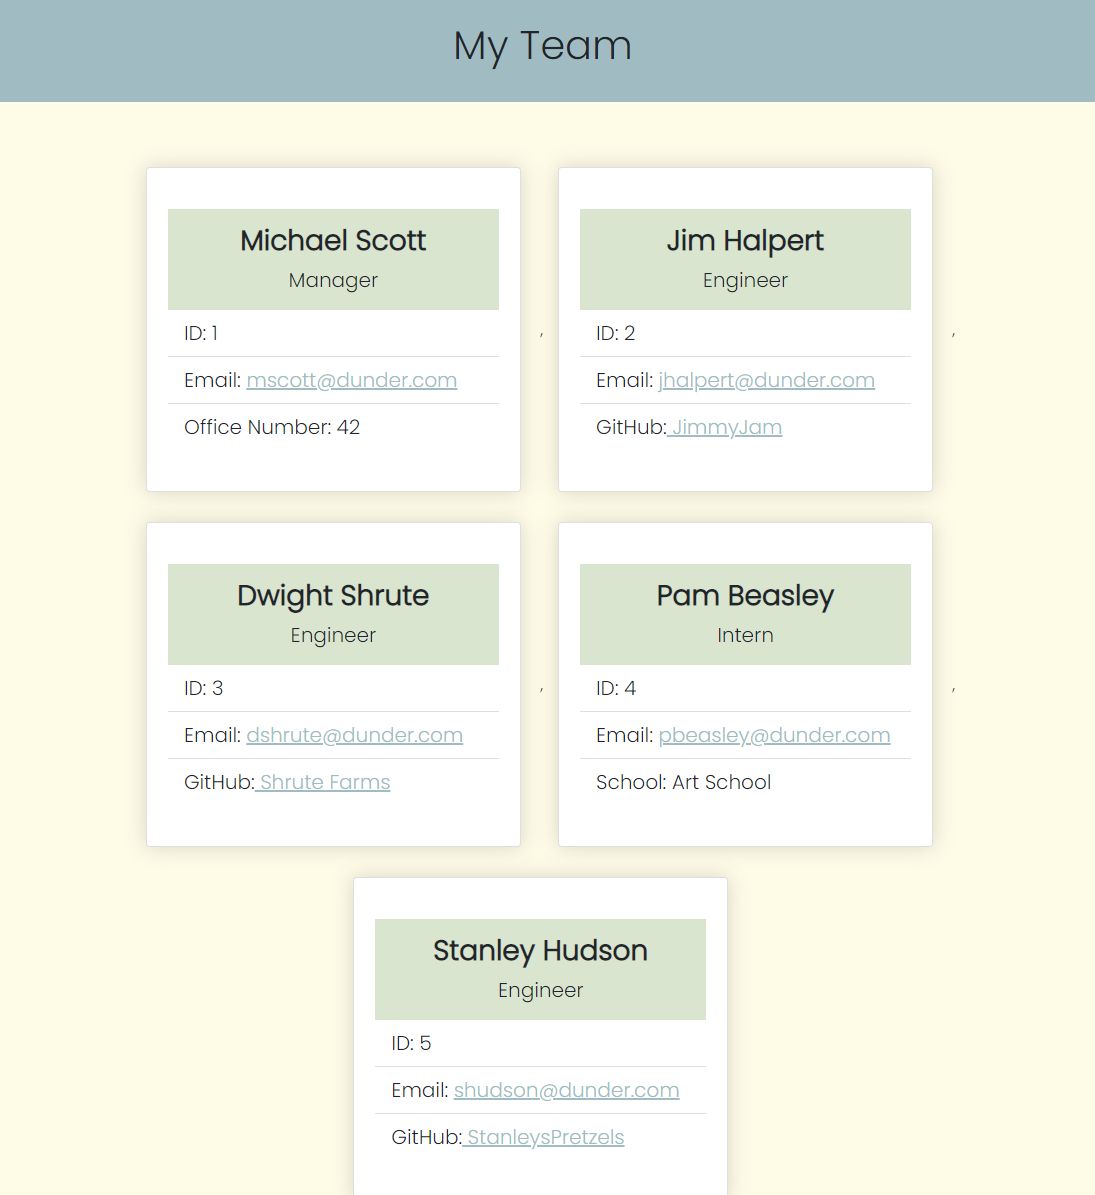 My Team
Michael Scott
Manager
ID: 1
Email: mscott@dunder.com
Office Number: 42
,
Jim Halpert
Engineer
ID: 2
Email: jhalpert@dunder.com
GitHub: JimmyJam
,
Dwight Shrute
Engineer
ID: 3
Email: dshrute@dunder.com
GitHub: Shrute Farms
,
Pam Beasley
Intern
ID: 4
Email: pbeasley@dunder.com
School: Art School
,
Stanley Hudson
Engineer
ID: 5
Email: shudson@dunder.com
GitHub: StanleysPretzels